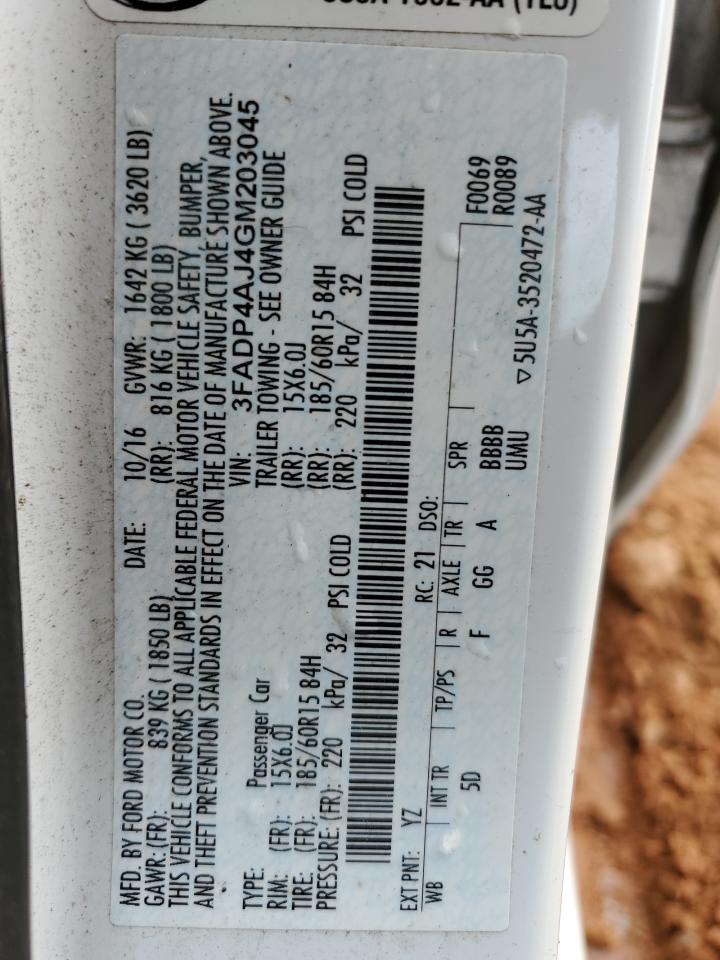 MFD. BY FORD MOTOR CO. DATE: 10/16 GVWR: 1642 KG ( 3620 LB)
GAWR: (FR): 839 KG ( 1850 LB) (RR): 816 KG ( 1800 LB)
THIS VEHICLE CONFORMS TO ALL APPLICABLE FEDERAL MOTOR VEHICLE SAFETY, BUMPER,
AND THEFT PREVENTION STANDARDS IN EFFECT ON THE DATE OF MANUFACTURE SHOWN ABOVE.
VIN: 3FADP4AJ4GM203045
TYPE: Passenger Car TRAILER TOWING - SEE OWNER GUIDE
RIM: (FR): 15X6.0J (RR): 15X6.0J
TIRE: (FR): 185/60R15 84H (RR): 185/60R15 84H
PRESSURE: (FR): 220 kPa/ 32 PSI COLD (RR): 220 kPa/ 32 PSI COLD
EXT PNT: YZ RC: 21 DSO:
WB INT TR TP/PS R AXLE TR SPR F0069
5D F GG A BBBB R0089
UMU
▽5U5A-3520472-AA